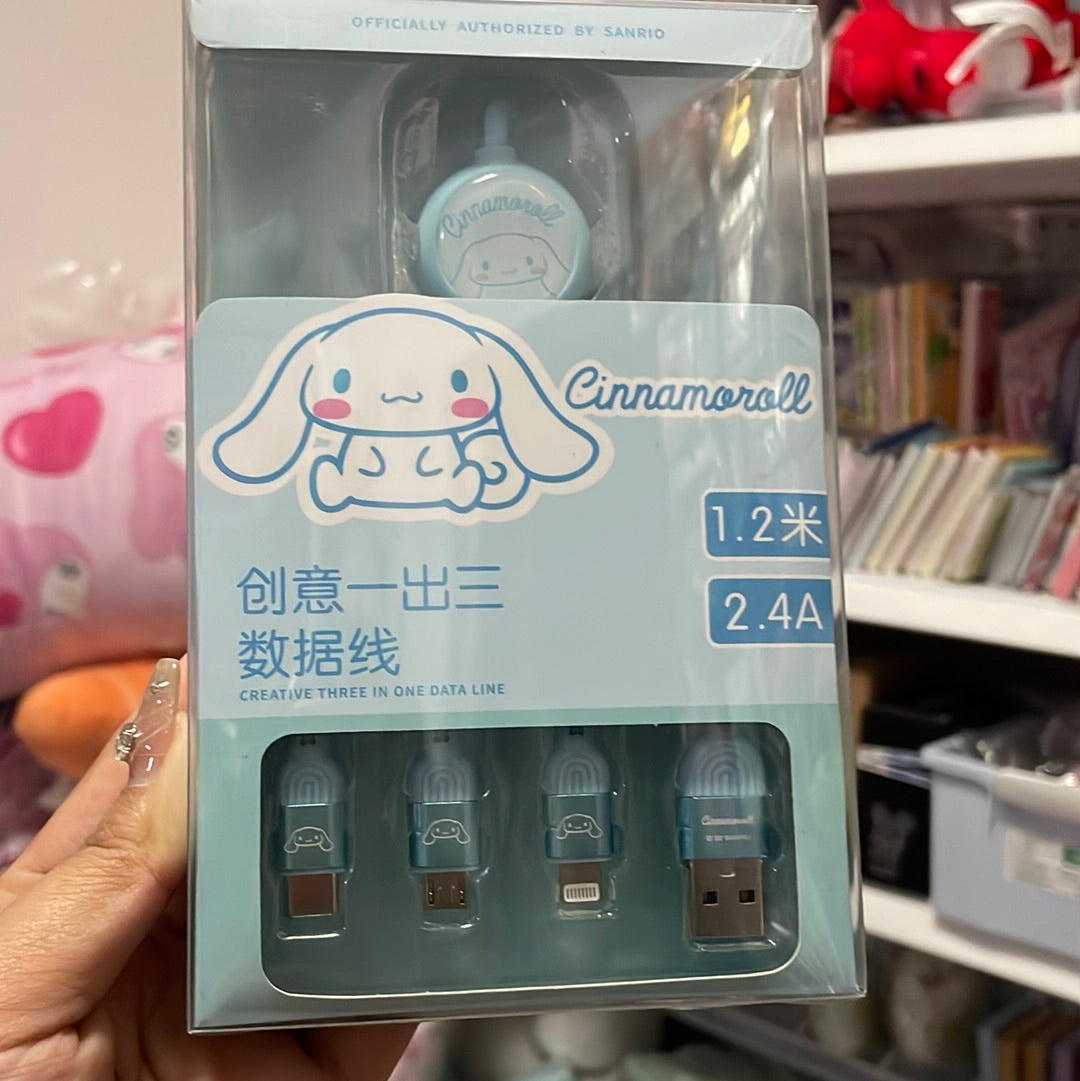 OFFICIALLY AUTHORIZED BY SANRIO
Cinnamoroll
Cinnamoroll
1.2米
2.4A
创意一出三
数据线
CREATIVE THREE IN ONE DATA LINE
Cinnamoroll